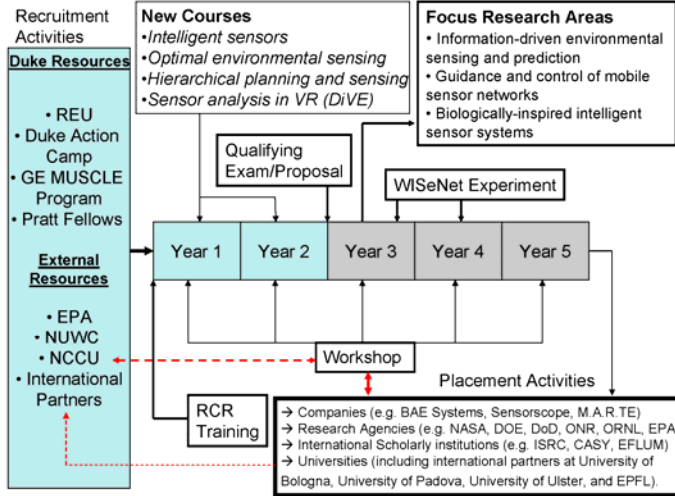 Recruitment
Activities
Duke Resources
• REU
• Duke Action
Camp
• GE MUSCLE
Program
• Pratt Fellows
External
Resources
• EPA
• NUWC
• NCCU
• International
Partners
New Courses
• Intelligent sensors
• Optimal environmental sensing
• Hierarchical planning and sensing
• Sensor analysis in VR (DiVE)
Focus Research Areas
• Information-driven environmental
sensing and prediction
• Guidance and control of mobile
sensor networks
• Biologically-inspired intelligent
sensor systems
Qualifying
Exam/Proposal
WISeNet Experiment
Year 1
Year 2
Year 3
Year 4
Year 5
Workshop
RCR
Training
Placement Activities
→ Companies (e.g. BAE Systems, Sensorscope, M.A.R.TE)
→ Research Agencies (e.g. NASA, DOE, DoD, ONR, ORNL, EPA)
→ International Scholarly institutions (e.g. ISRC, CASY, EFLUM)
→ Universities (including international partners at University of
Bologna, University of Padova, University of Ulster, and EPFL).